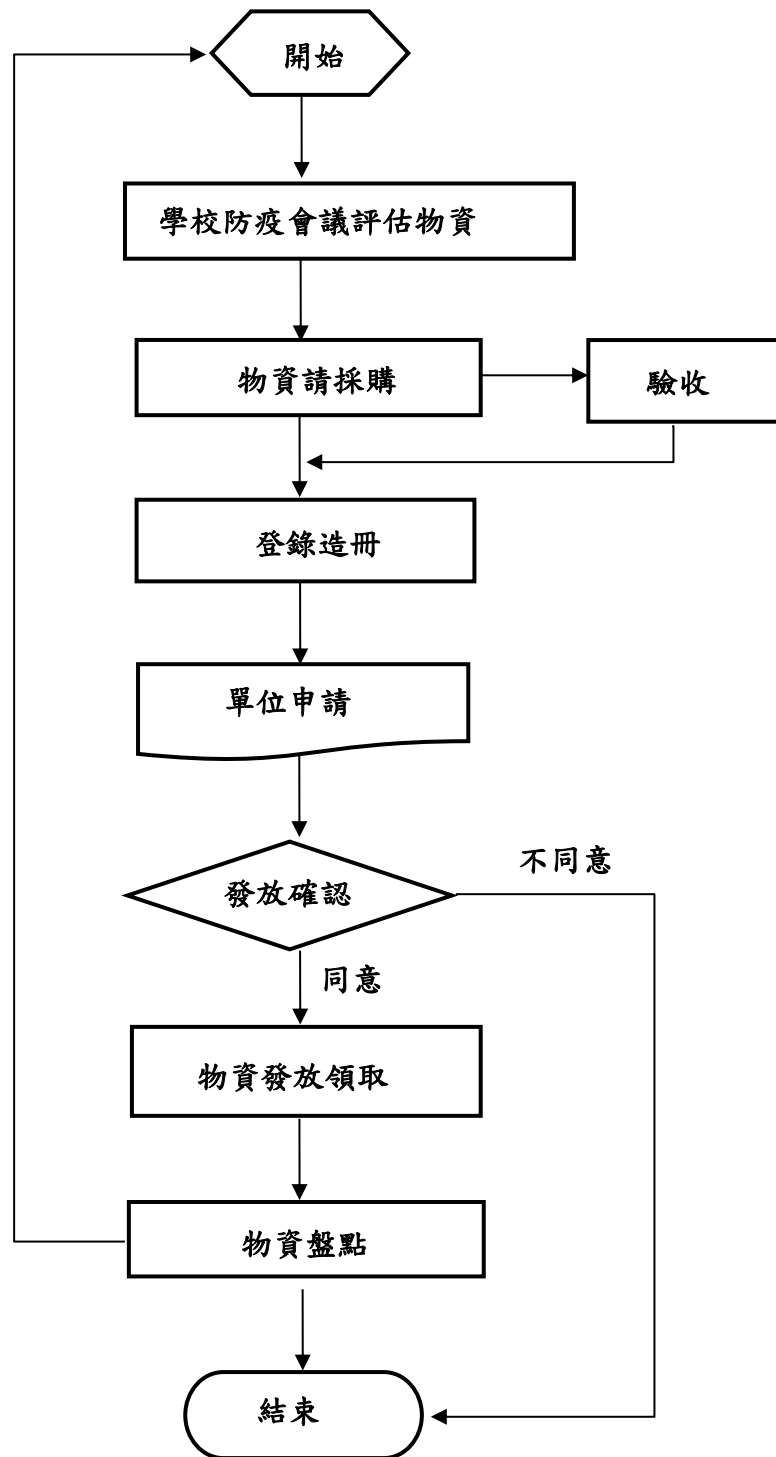 開始
學校防疫會議評估物資
物資請採購
驗收
登錄造冊
單位申請
不同意
發放確認
同意
物資發放領取
物資盤點
結束